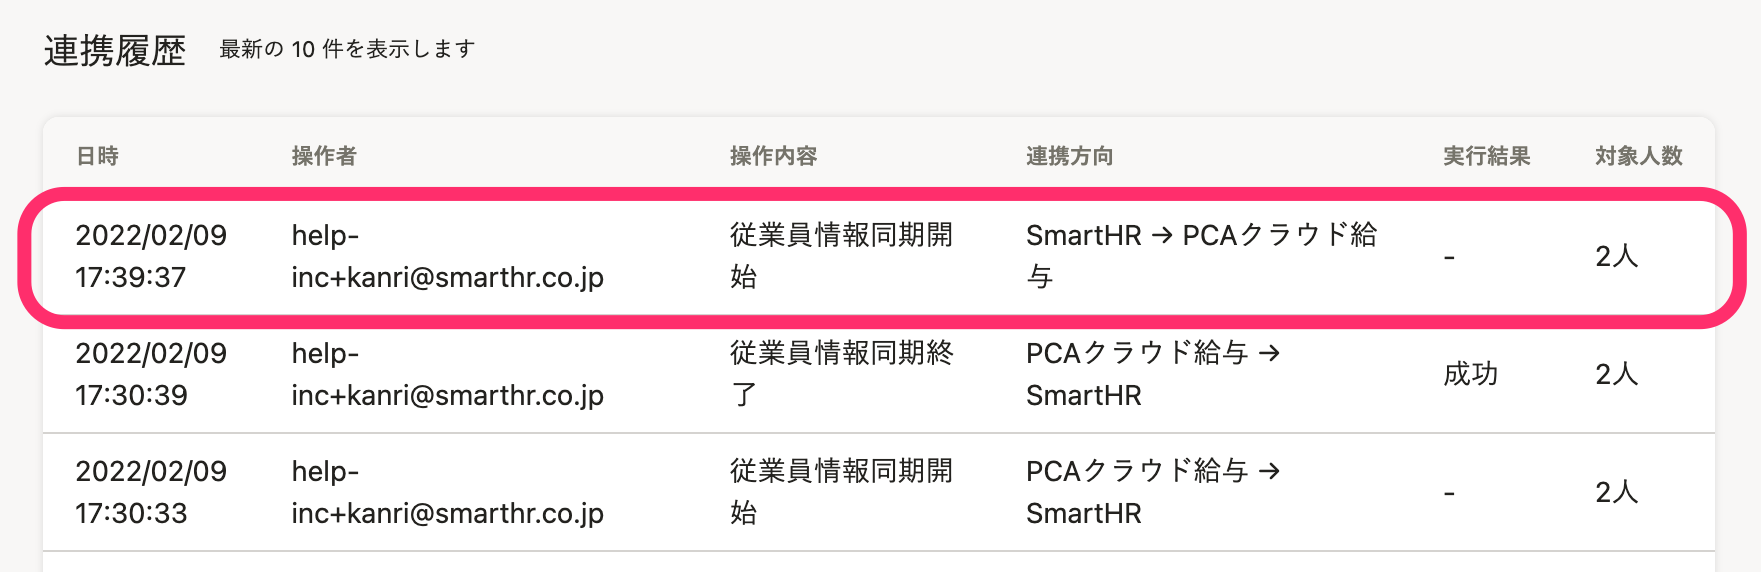 連携履歴 最新の 10 件を表示します
日時 操作者 操作内容 連携方向 実行結果 対象人数
2022/02/09 help- 従業員情報同期開 SmartHR → PCAクラウド給
17:39:37 inc+kanri@smarthr.co.jp 始 与 - 2人
2022/02/09 help- 従業員情報同期終 PCAクラウド給与 →
17:30:39 inc+kanri@smarthr.co.jp 了 SmartHR 成功 2人
2022/02/09 help- 従業員情報同期開 PCAクラウド給与 →
17:30:33 inc+kanri@smarthr.co.jp 始 SmartHR - 2人